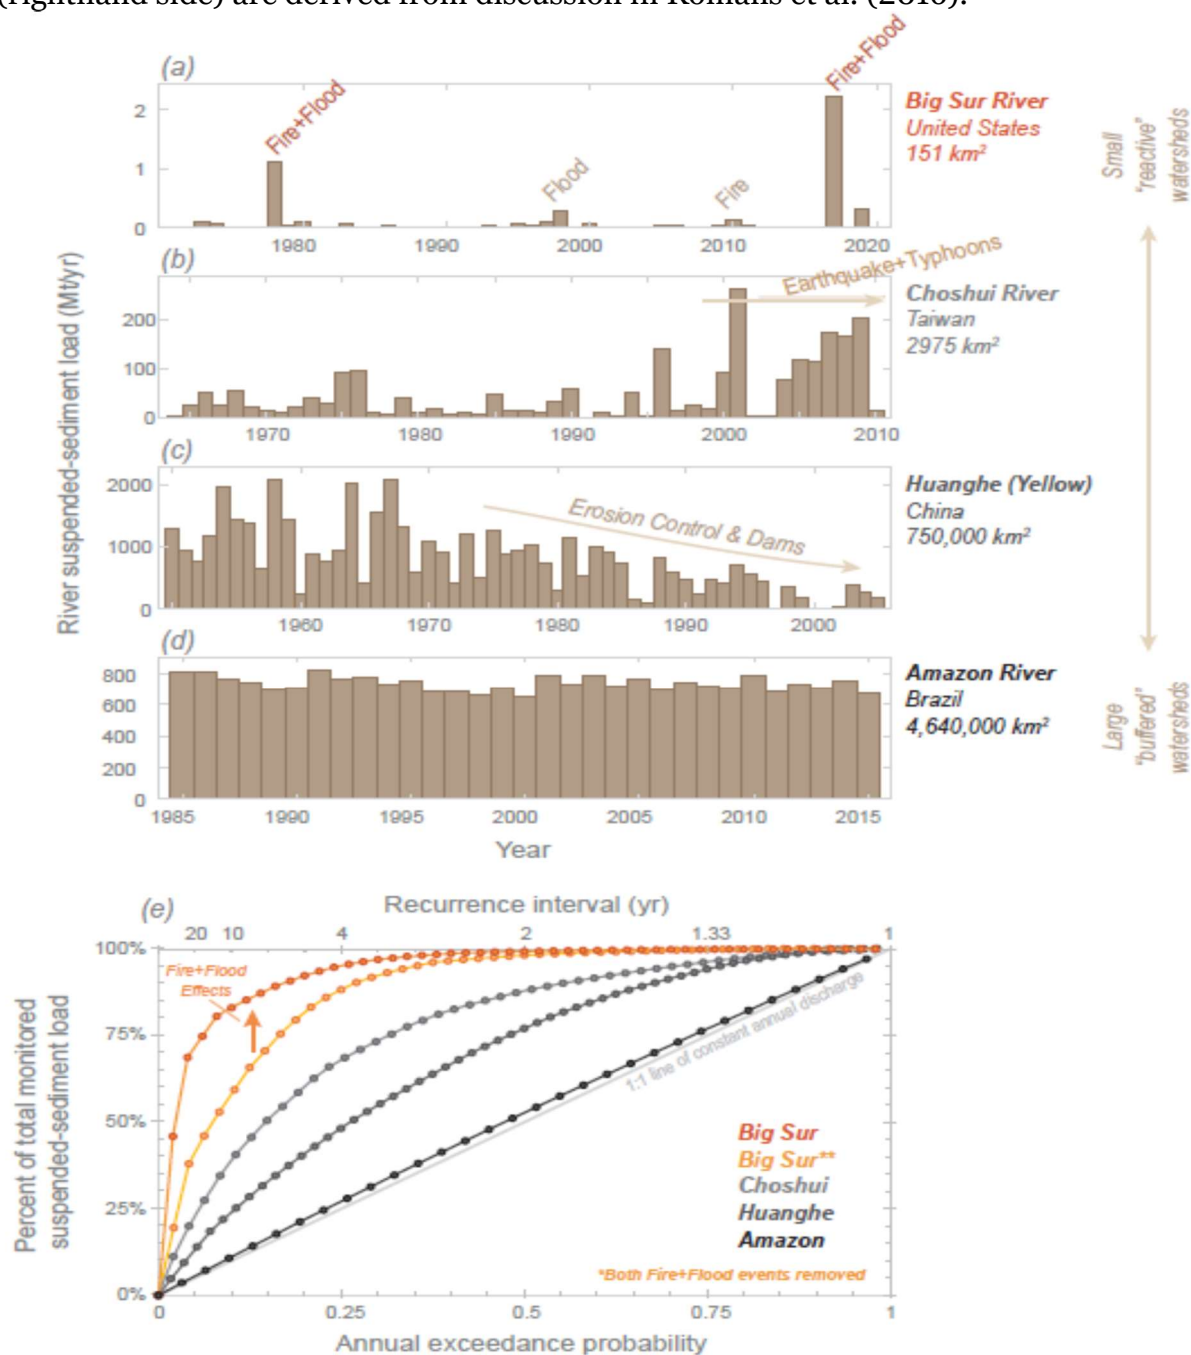 (righthand side) are derived from discussion in Romans et al. (2016).
(a)
Fire+Flood
Fire+Flood
Flood
Fire
2
1
0
1980 1990 2000 2010 2020
Big Sur River
United States
151 km²
Small
"reactive"
watersheds
(b)
Earthquake+Typhoons
200
100
0
1970 1980 1990 2000 2010
Choshui River
Taiwan
2975 km²
River suspended-sediment load (Mt/yr)
(c)
Erosion Control & Dams
2000
1000
0
1960 1970 1980 1990 2000
Huanghe (Yellow)
China
750,000 km²
(d)
800
600
400
200
0
1985 1990 1995 2000 2005 2010 2015
Year
Amazon River
Brazil
4,640,000 km²
Large
"buffered"
watersheds
(e)
Recurrence interval (yr)
20 10 4 2 1.33 1
100%
75%
50%
25%
0%
Percent of total monitored
suspended-sediment load
Fire+Flood
Effects
1:1 line of constant annual discharge
Big Sur
Big Sur**
Choshui
Huanghe
Amazon
*Both Fire+Flood events removed
0 0.25 0.5 0.75 1
Annual exceedance probability